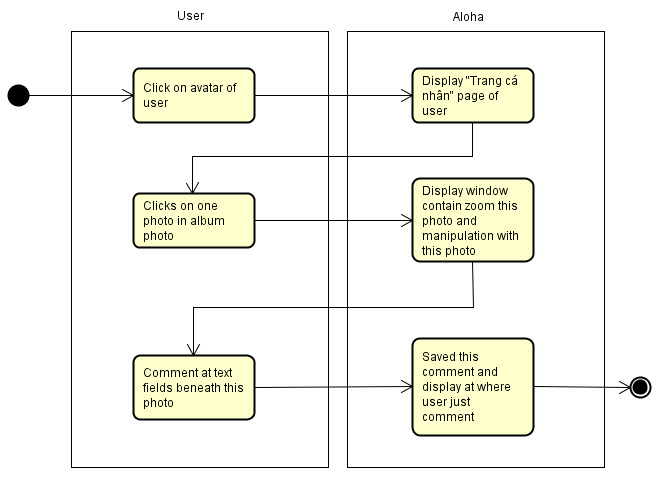 User
Aloha
Click on avatar of
user
Display "Trang cá
nhân" page of
user
Clicks on one
photo in album
photo
Display window
contain zoom this
photo and
manipulation with
this photo
Comment at text
fields beneath this
photo
Saved this
comment and
display at where
user just
comment